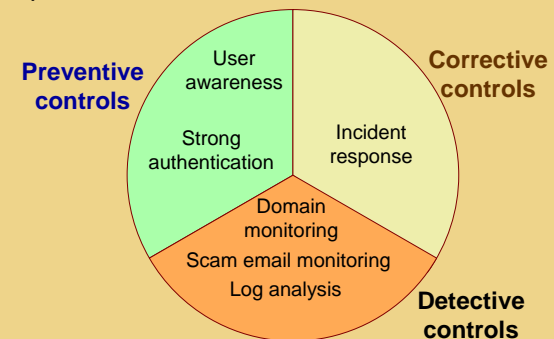 Preventive
controls
User
awareness
Strong
authentication
Corrective
controls
Incident
response
Domain
monitoring
Scam email monitoring
Log analysis
Detective
controls